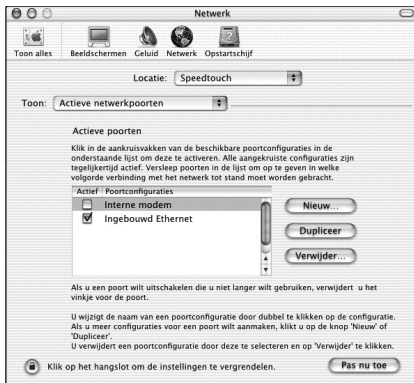 Netwerk
Toon alles Beeldschermen Geluid Netwerk Opstartschijf
Locatie: Speedtouch
Toon: Actieve netwerkpoorten
Actieve poorten
Klik in de aankruisvakken van de beschikbare poortconfiguraties in de
onderstaande lijst om deze te activeren. Alle aangekruiste configuraties zijn
tegelijkertijd actief. Versleep poorten in de lijst om op te geven in welke
volgorde verbinding met het netwerk tot stand moet worden gebracht.
Actief Poortconfiguraties
Interne modem
Ingebouwd Ethernet
Nieuw...
Dupliceer
Verwijder...
Als u een poort wilt uitschakelen die u niet langer wilt gebruiken, verwijdert u het
vinkje voor de poort.
U wijzigt de naam van een poortconfiguratie door dubbel te klikken op de configuratie.
Als u meer configuraties voor een poort wilt aanmaken, klikt u op de knop 'Nieuw' of
'Dupliceer'.
U verwijdert een poortconfiguratie door deze te selecteren en op 'Verwijder' te klikken.
Klik op het hangslot om de instellingen te vergrendelen.
Pas nu toe